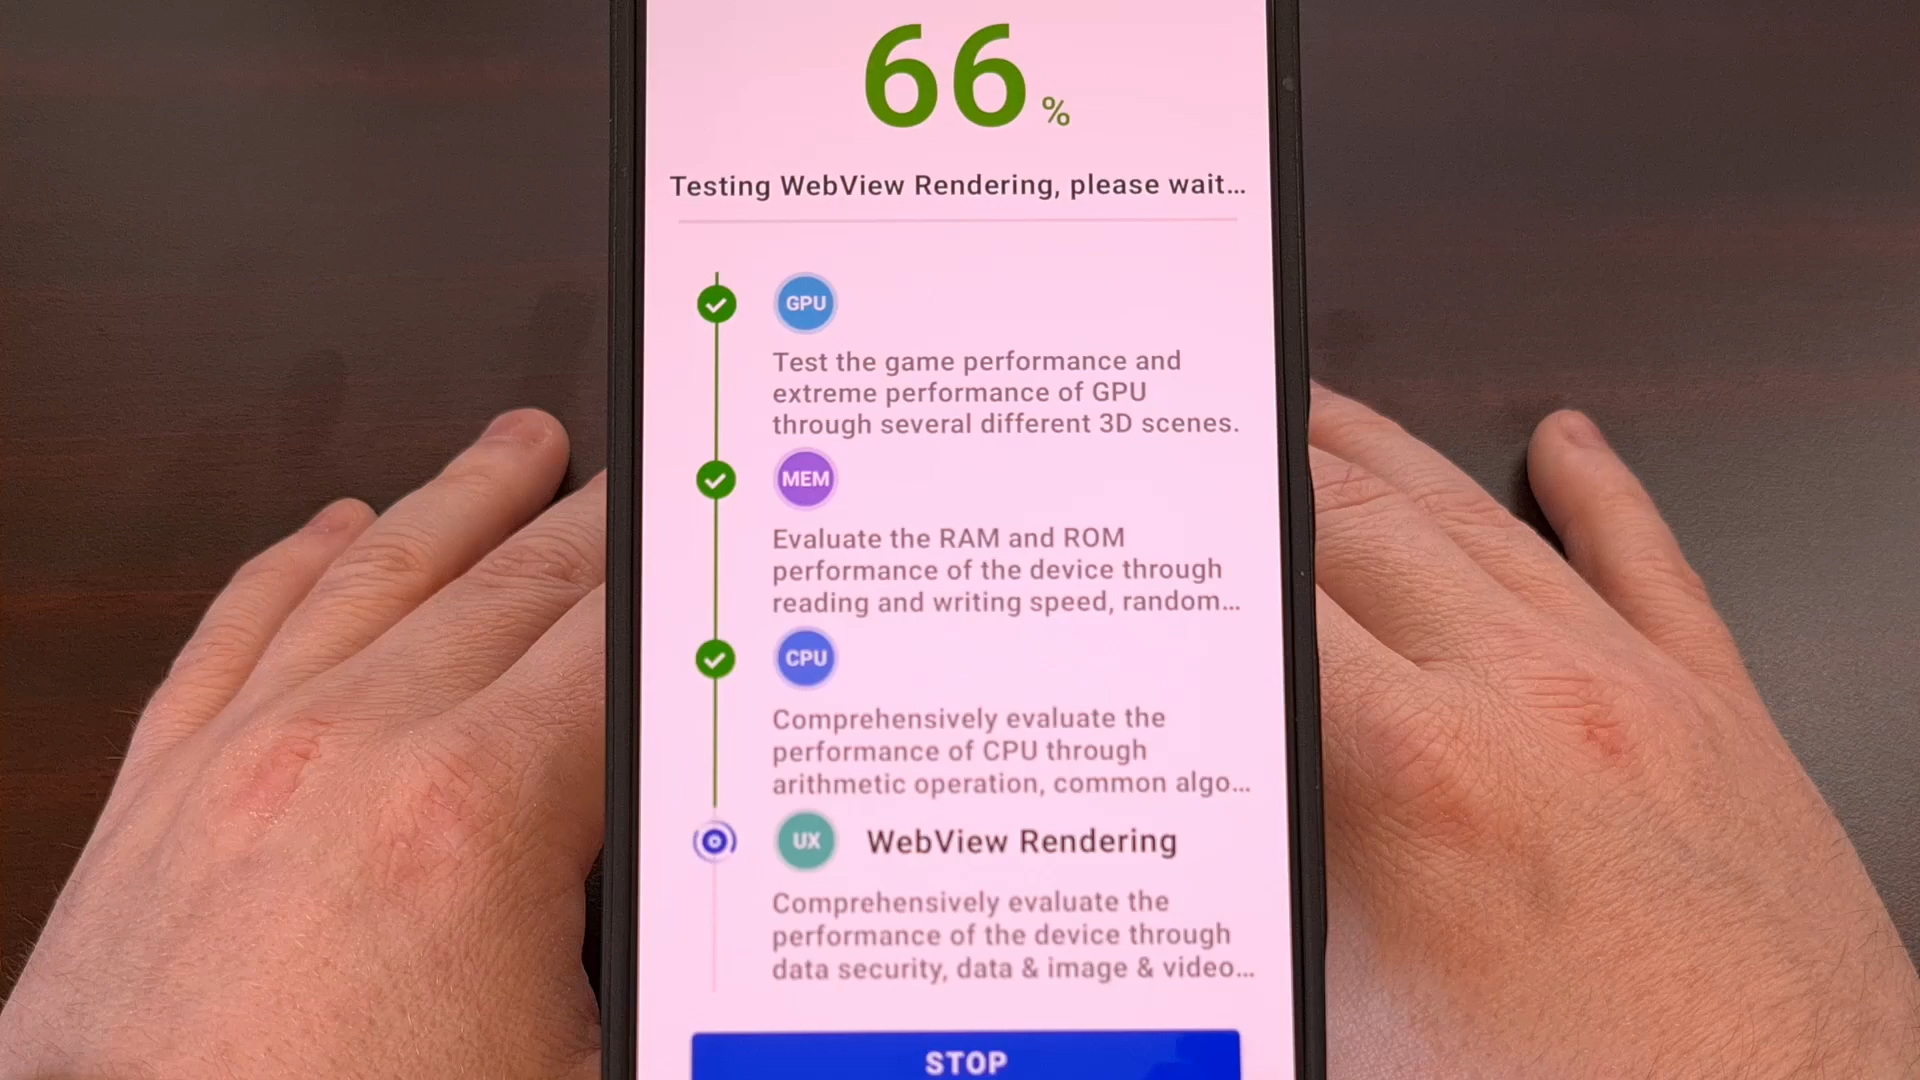 66 %
Testing WebView Rendering, please wait...
GPU
Test the game performance and
extreme performance of GPU
through several different 3D scenes.
MEM
Evaluate the RAM and ROM
performance of the device through
reading and writing speed, random...
CPU
Comprehensively evaluate the
performance of CPU through
arithmetic operation, common algo...
UX WebView Rendering
Comprehensively evaluate the
performance of the device through
data security, data & image & video...
STOP